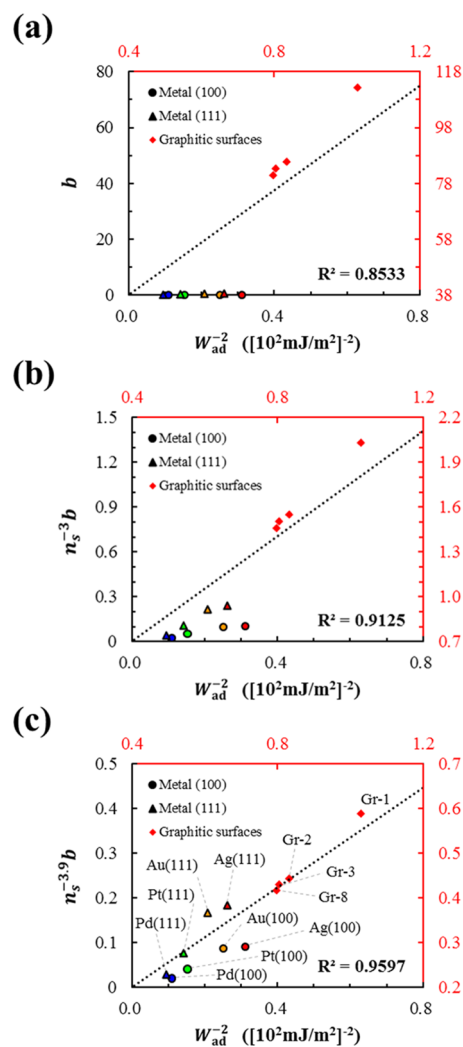 (a)
0.4 0.8 1.2
80 118
Metal (100)
Metal (111)
Graphitic surfaces
60 98
b
40 78
20 58
R² = 0.8533
0 38
0.0 0.4 0.8
W_ad^-2 ([10²mJ/m²]^-2)
(b)
0.4 0.8 1.2
1.5 2.2
Metal (100)
Metal (111)
Graphitic surfaces
1.2 1.9
0.9 1.6
n_s^-3 b
0.6 1.3
0.3 1.0
R² = 0.9125
0 0.7
0.0 0.4 0.8
W_ad^-2 ([10²mJ/m²]^-2)
(c)
0.4 0.8 1.2
0.5 0.7
Metal (100)
Metal (111)
Graphitic surfaces
Gr-1
0.4 0.6
Gr-2
0.3 0.5
Au(111) Ag(111) Gr-3
n_s^-3.9 b
Pt(111) Gr-8
0.2 0.4
Pd(111) Au(100)
Ag(100)
0.1 0.3
Pt(100)
Pd(100) R² = 0.9597
0 0.2
0.0 0.4 0.8
W_ad^-2 ([10²mJ/m²]^-2)